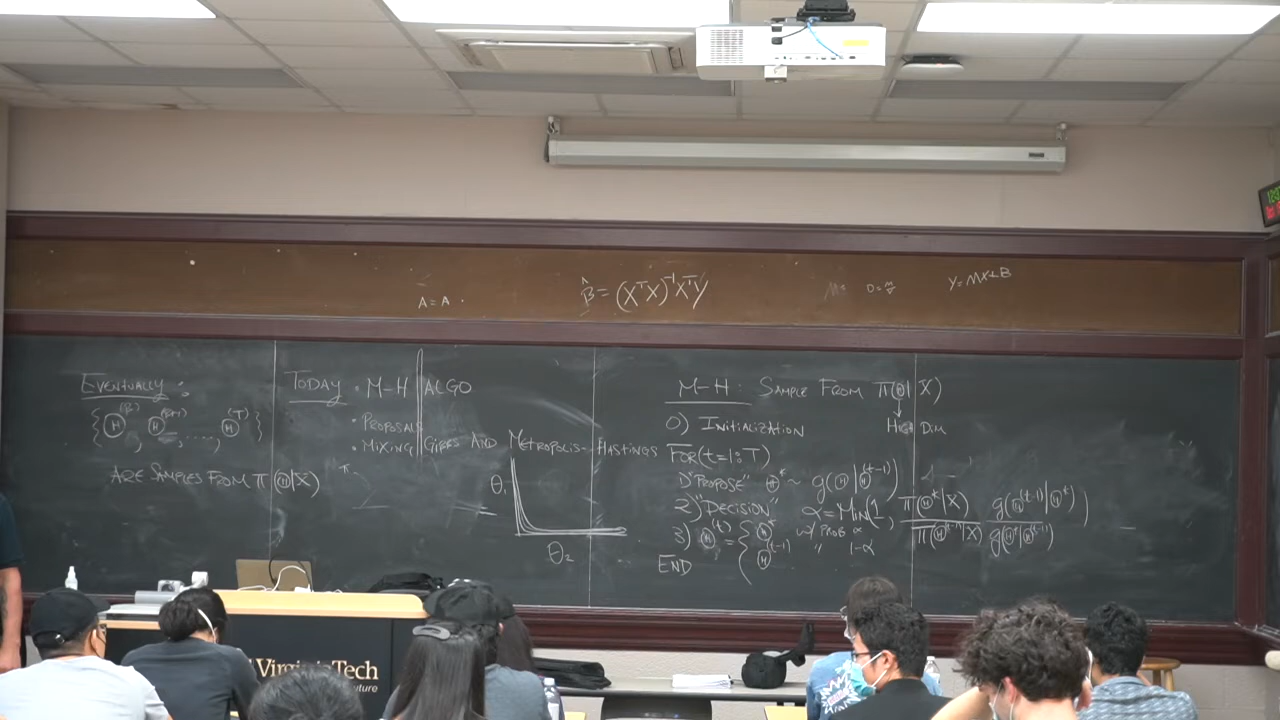 A = A
β̂ = (XᵀX)⁻¹XᵀY
Y = MX+B
EVENTUALLY:
{Θ⁽ᴮ⁾, Θ⁽ᴮ⁺¹⁾, ..., Θ⁽ᵀ⁾}
ARE SAMPLES FROM π(Θ|X)
TODAY • M-H ALGO
• PROPOSALS
• MIXING GIBBS AND METROPOLIS-HASTINGS
θ₁
θ₂
M-H: SAMPLE FROM π(Θ|X)
HIGH DIM
0) INITIALIZATION
FOR(t=1:T)
1) "PROPOSE" Θ* ~ g(Θ|Θ⁽ᵗ⁻¹⁾)
2) "DECISION" α = MIN(1, π(Θ*|X) / π(Θ⁽ᵗ⁻¹⁾|X) g(Θ⁽ᵗ⁻¹⁾|Θ*) / g(Θ*|Θ⁽ᵗ⁻¹⁾))
3) Θ⁽ᵗ⁾ = { Θ* w/ PROB α
Θ⁽ᵗ⁻¹⁾ " 1-α
END
VirginiaTech